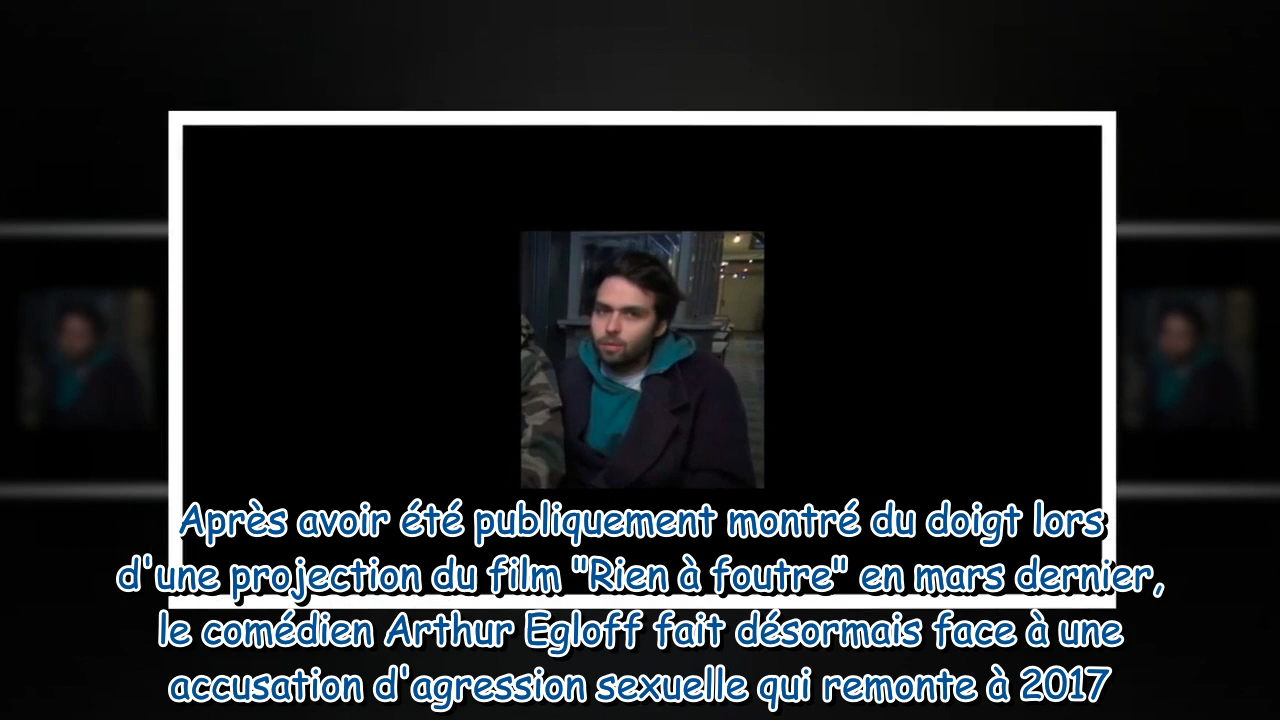 Après avoir été publiquement montré du doigt lors
d'une projection du film "Rien à foutre" en mars dernier,
le comédien Arthur Egloff fait désormais face à une
accusation d'agression sexuelle qui remonte à 2017